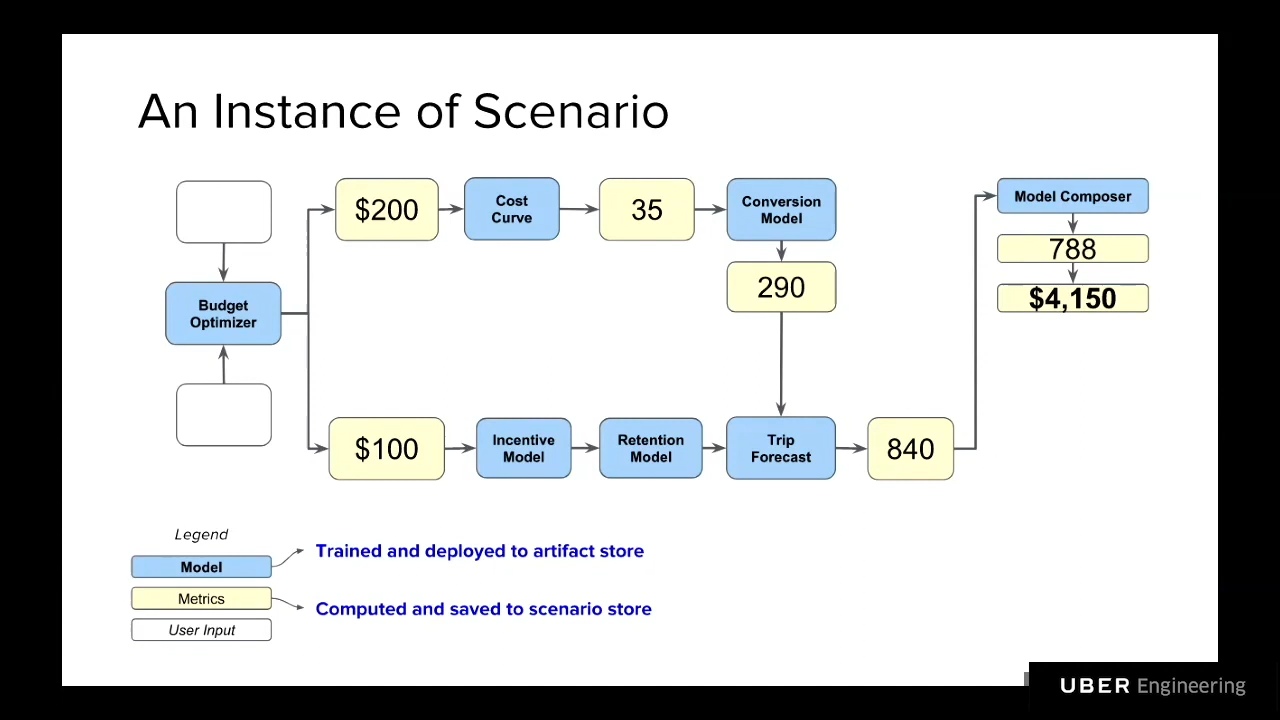 An Instance of Scenario
$200
Cost
Curve
35
Conversion
Model
Model Composer
788
$4,150
290
Budget
Optimizer
$100
Incentive
Model
Retention
Model
Trip
Forecast
840
Legend
Model
Trained and deployed to artifact store
Metrics
Computed and saved to scenario store
User Input
UBER Engineering